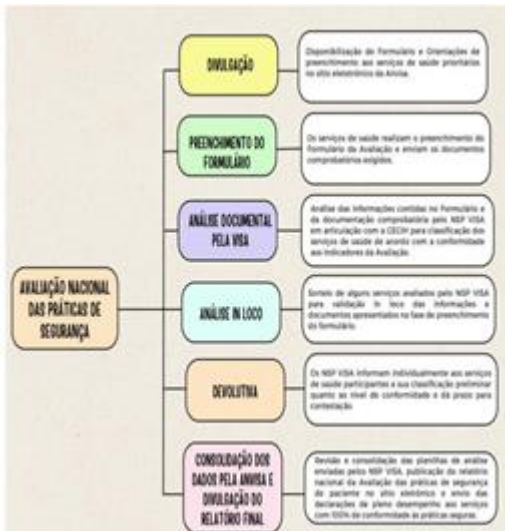 DIVULGAÇÃO
Disponibilização do Formulário e Orientações de
preenchimento aos serviços de saúde prioritários
no sítio eletrônico da Anvisa.
PREENCHIMENTO DO
FORMULÁRIO
Os serviços de saúde realizam o preenchimento do
formulário da Avaliação e enviam os documentos
comprobatórios exigidos.
ANÁLISE DOCUMENTAL
PELA VISA
Análise das informações contidas no Formulário e
da documentação comprobatória pelo NSP VISA
em articulação com a CECIH para classificação dos
serviços de saúde de acordo com a conformidade
aos indicadores da Avaliação.
AVALIAÇÃO NACIONAL
DAS PRÁTICAS DE
SEGURANÇA
ANÁLISE IN LOCO
Sorteio de alguns serviços avaliados pelo NSP VISA
para validação in loco das informações e
documentos apresentados na fase de preenchimento
do formulário.
DEVOLUTIVA
Os NSP VISA informam individualmente aos serviços
de saúde participantes a sua classificação preliminar
quanto ao nível de conformidade e dá prazo para
contestação.
CONSOLIDAÇÃO DOS
DADOS PELA ANVISA E
DIVULGAÇÃO DO
RELATÓRIO FINAL
Revisão e consolidação das planilhas de análise
enviadas pelos NSP VISA, publicação do relatório
nacional da Avaliação das práticas de segurança
do paciente no sítio eletrônico e envio das
declarações de pleno desempenho aos serviços
com 100% de conformidade às práticas seguras.